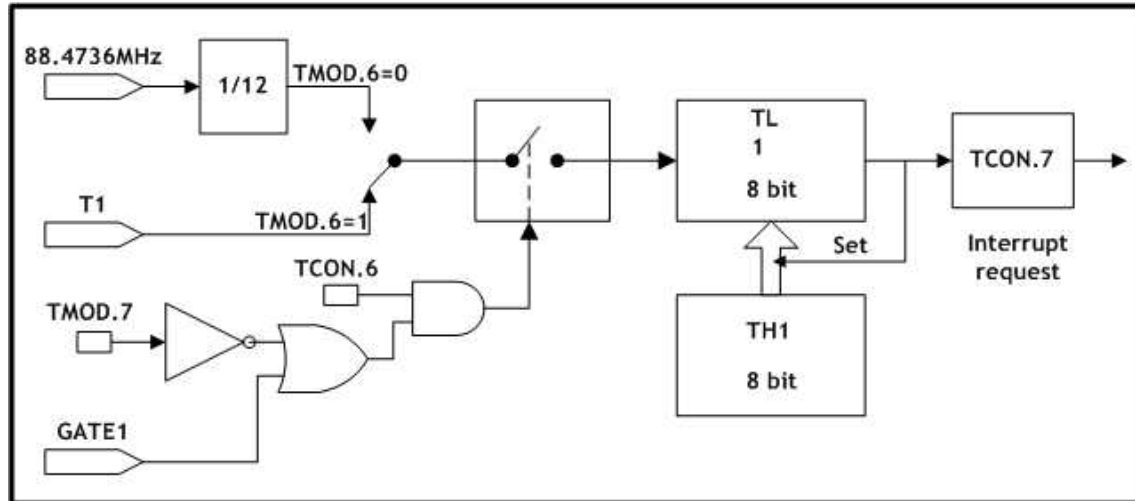 88.4736MHz
1/12
TMOD.6=0
T1
TMOD.6=1
TCON.6
TMOD.7
GATE1
TL
1
8 bit
Set
TH1
8 bit
TCON.7
Interrupt
request